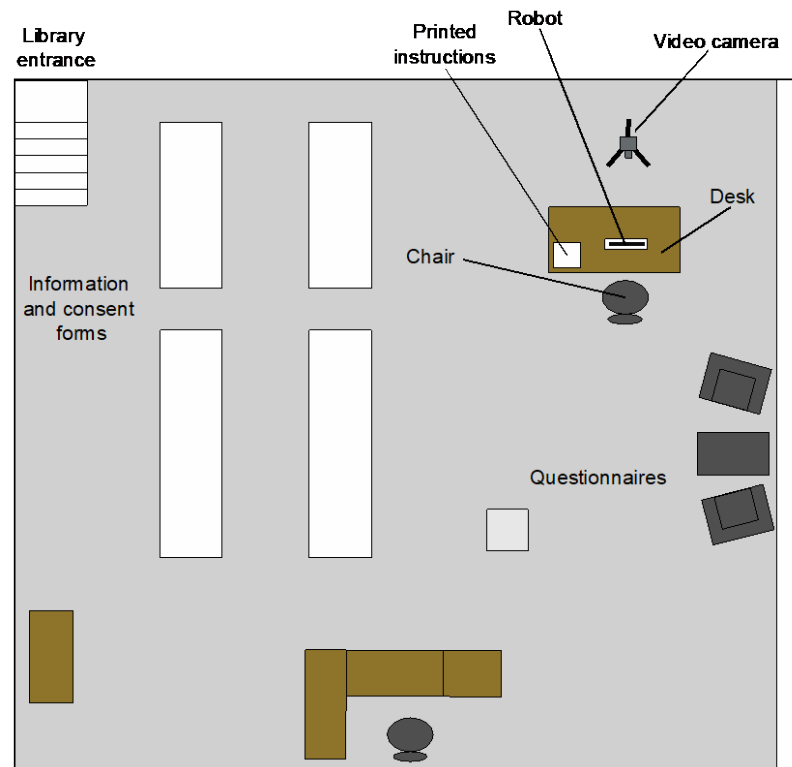 Library
entrance
Printed
instructions
Robot
Video camera
Desk
Chair
Information
and consent
forms
Questionnaires